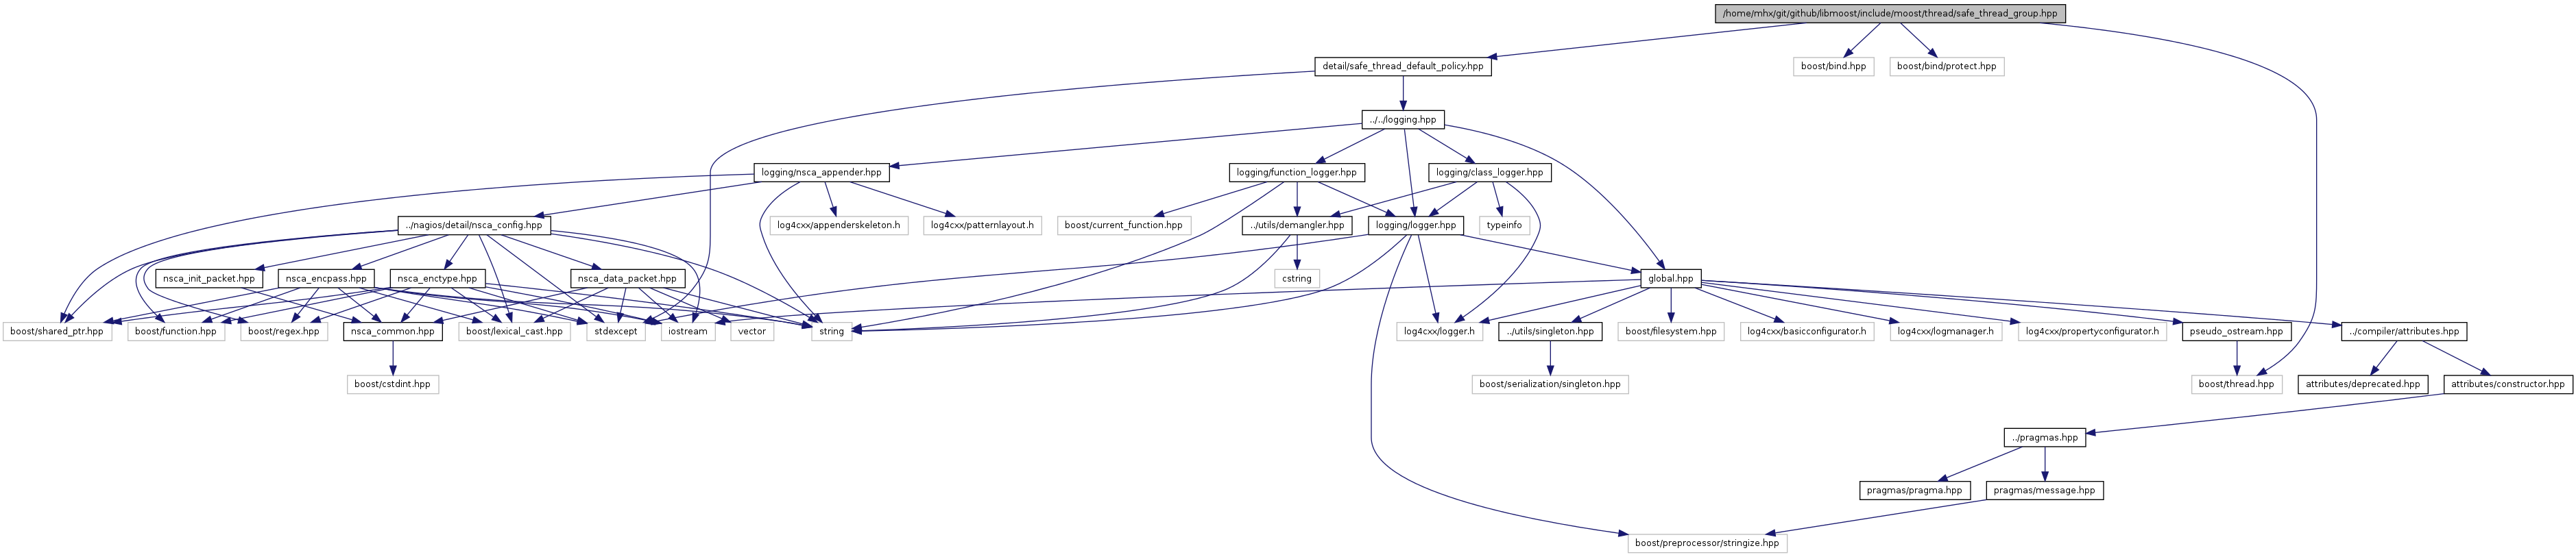 /home/mhx/git/github/libmoost/include/moost/thread/safe_thread_group.hpp
detail/safe_thread_default_policy.hpp
boost/bind.hpp
boost/bind/protect.hpp
../../logging.hpp
logging/nsca_appender.hpp
logging/function_logger.hpp
logging/class_logger.hpp
../nagios/detail/nsca_config.hpp
log4cxx/appenderskeleton.h
log4cxx/patternlayout.h
boost/current_function.hpp
../utils/demangler.hpp
logging/logger.hpp
typeinfo
nsca_init_packet.hpp
nsca_encpass.hpp
nsca_enctype.hpp
nsca_data_packet.hpp
cstring
global.hpp
boost/shared_ptr.hpp
boost/function.hpp
boost/regex.hpp
nsca_common.hpp
boost/lexical_cast.hpp
stdexcept
iostream
vector
string
log4cxx/logger.h
../utils/singleton.hpp
boost/filesystem.hpp
log4cxx/basicconfigurator.h
log4cxx/logmanager.h
log4cxx/propertyconfigurator.h
pseudo_ostream.hpp
../compiler/attributes.hpp
boost/cstdint.hpp
boost/serialization/singleton.hpp
boost/thread.hpp
attributes/deprecated.hpp
attributes/constructor.hpp
../pragmas.hpp
pragmas/pragma.hpp
pragmas/message.hpp
boost/preprocessor/stringize.hpp